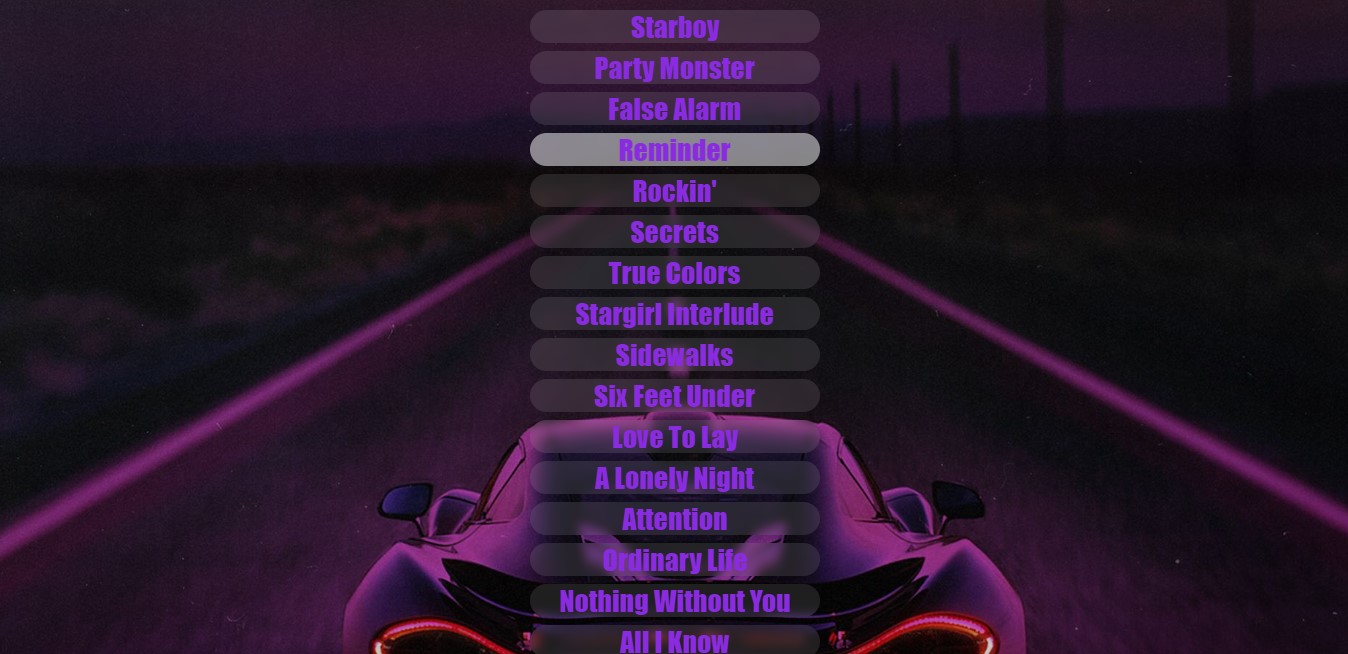 Starboy
Party Monster
False Alarm
Reminder
Rockin'
Secrets
True Colors
Stargirl Interlude
Sidewalks
Six Feet Under
Love To Lay
A Lonely Night
Attention
Ordinary Life
Nothing Without You
All I Know